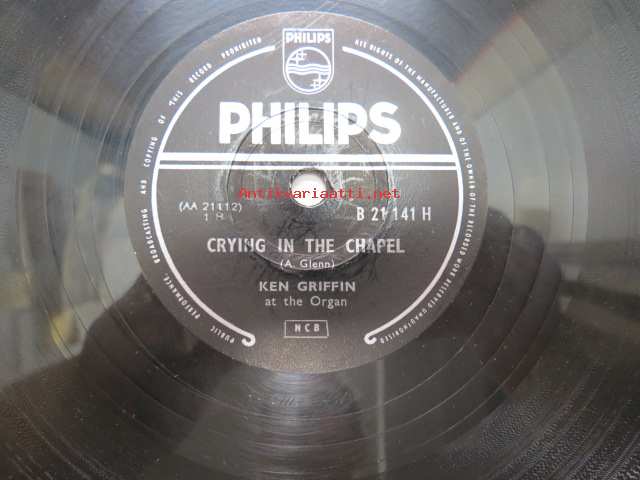 PHILIPS
PHILIPS
Antikvariaatti.net
(AA 21112)
1 H
B 21141 H
CRYING IN THE CHAPEL
(A. Glenn)
KEN GRIFFIN
at the Organ
NCB
ALL RIGHTS OF THE MANUFACTURER AND OF THE OWNER OF THE RECORDED WORK RESERVED UNAUTHORISED
PUBLIC PERFORMANCE, BROADCASTING AND COPYING OF THIS RECORD PROHIBITED